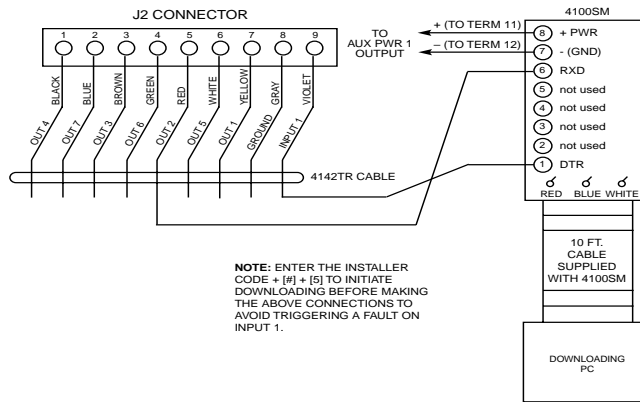 J2 CONNECTOR
1 2 3 4 5 6 7 8 9
BLACK
BLUE
BROWN
GREEN
RED
WHITE
YELLOW
GRAY
VIOLET
OUT 4
OUT 7
OUT 3
OUT 6
OUT 2
OUT 5
OUT 1
GROUND
INPUT 1
4142TR CABLE
TO
AUX PWR 1
OUTPUT
+ (TO TERM 11)
– (TO TERM 12)
4100SM
8 + PWR
7 - (GND)
6 RXD
5 not used
4 not used
3 not used
2 not used
1 DTR
RED BLUE WHITE
10 FT.
CABLE
SUPPLIED
WITH 4100SM
DOWNLOADING
PC
NOTE: ENTER THE INSTALLER
CODE + [#] + [5] TO INITIATE
DOWNLOADING BEFORE MAKING
THE ABOVE CONNECTIONS TO
AVOID TRIGGERING A FAULT ON
INPUT 1.